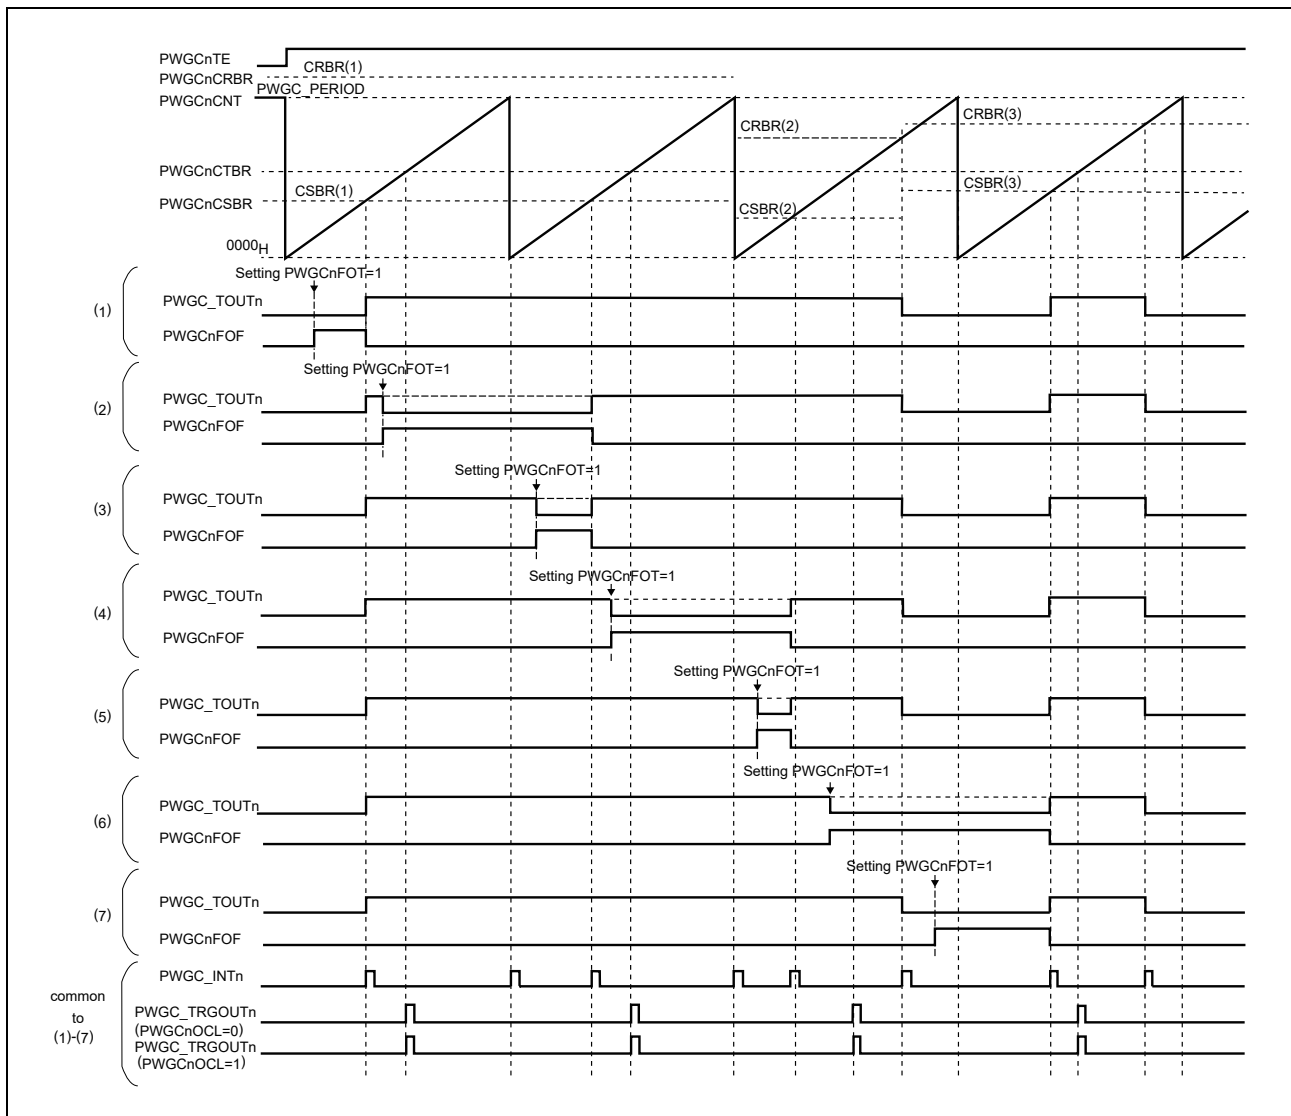 PWGCnTE
PWGCnCRBR
CRBR(1)
PWGCnCNT
PWGC_PERIOD
CRBR(2)
CRBR(3)
PWGCnCTBR
CSBR(1)
CSBR(3)
PWGCnCSBR
CSBR(2)
0000H
Setting PWGCnFOT=1
(1)
PWGC_TOUTn
PWGCnFOF
Setting PWGCnFOT=1
(2)
PWGC_TOUTn
PWGCnFOF
Setting PWGCnFOT=1
(3)
PWGC_TOUTn
PWGCnFOF
Setting PWGCnFOT=1
(4)
PWGC_TOUTn
PWGCnFOF
Setting PWGCnFOT=1
(5)
PWGC_TOUTn
PWGCnFOF
Setting PWGCnFOT=1
(6)
PWGC_TOUTn
PWGCnFOF
Setting PWGCnFOT=1
(7)
PWGC_TOUTn
PWGCnFOF
common
to
(1)-(7)
PWGC_INTn
PWGC_TRGOUTn
(PWGCnOCL=0)
PWGC_TRGOUTn
(PWGCnOCL=1)